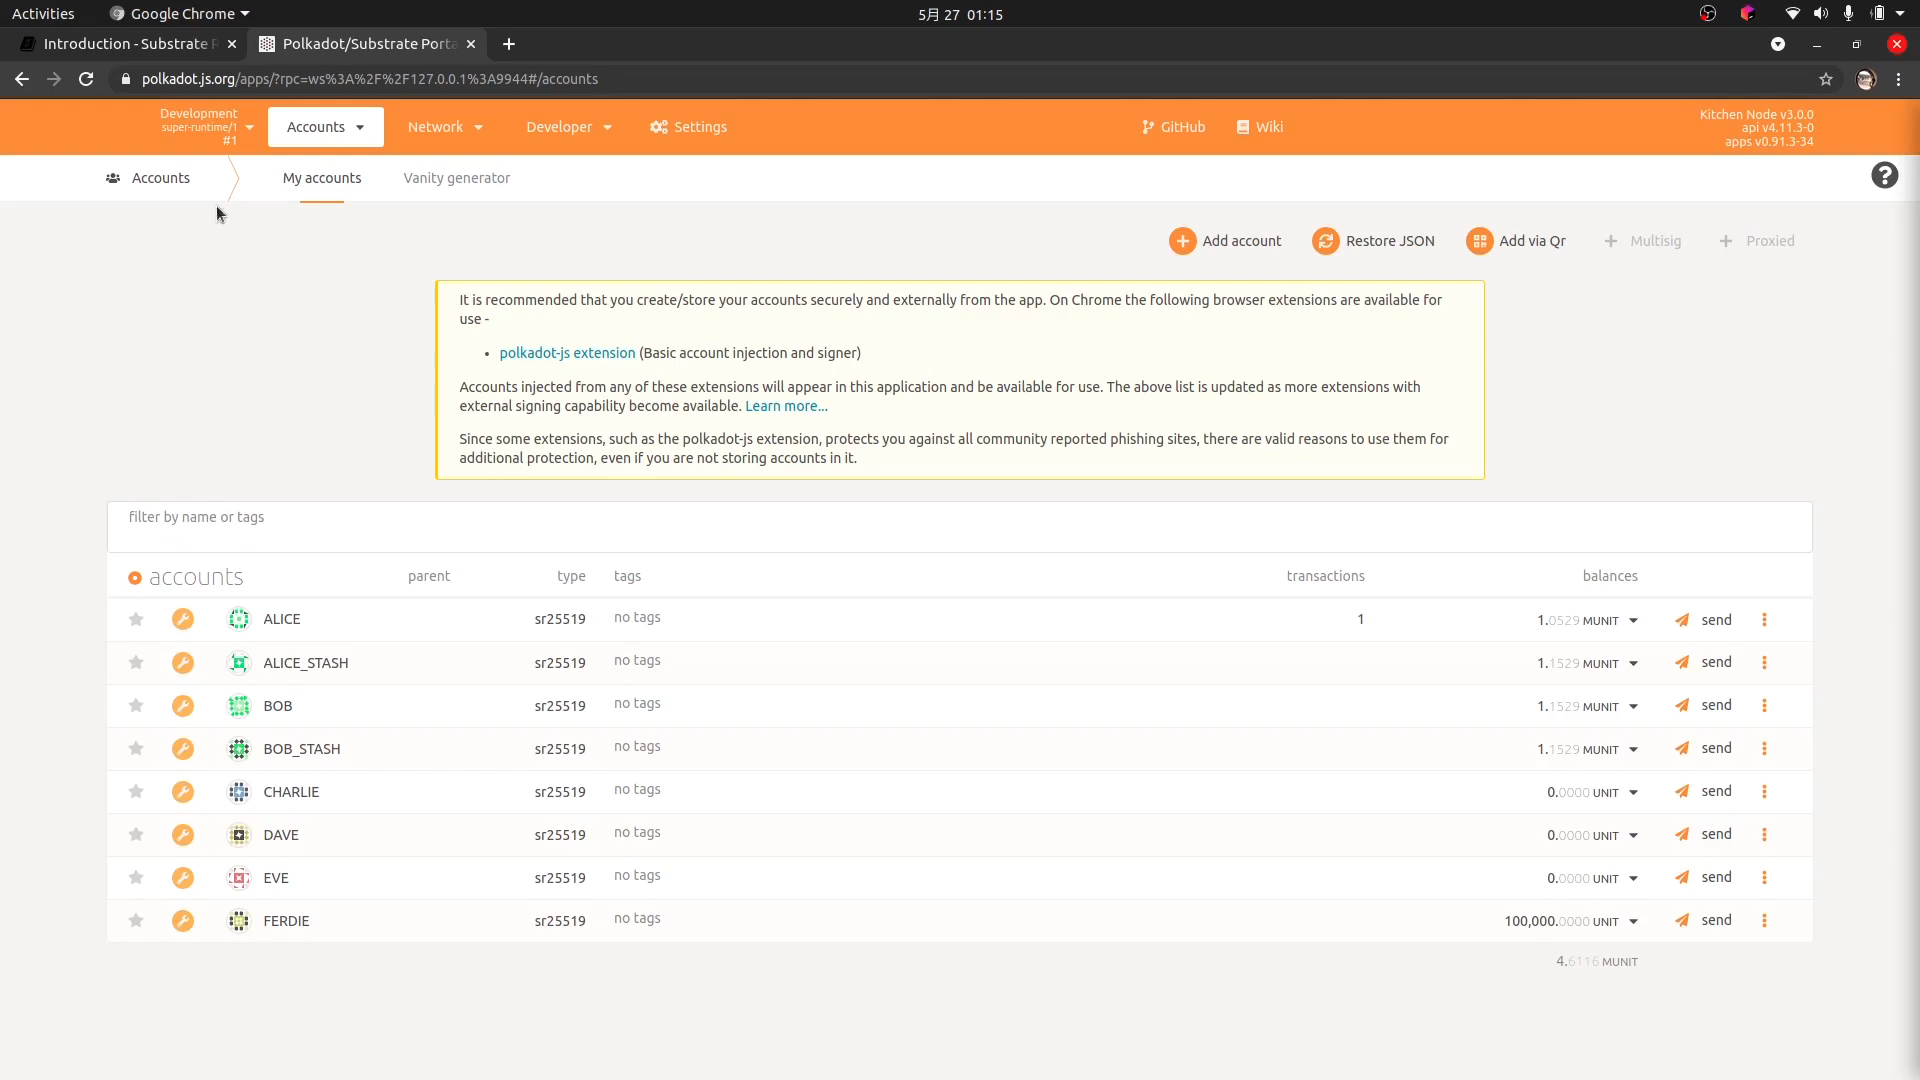 Activities
Google Chrome
5月 27 01:15
Introduction - Substrate R
Polkadot/Substrate Porta
polkadot.js.org/apps/?rpc=ws%3A%2F%2F127.0.0.1%3A9944#/accounts
Development
super-runtime/1
#1
Accounts
Network
Developer
Settings
GitHub
Wiki
Kitchen Node v3.0.0
api v4.11.3-0
apps v0.91.3-34
Accounts
My accounts
Vanity generator
Add account
Restore JSON
Add via Qr
Multisig
Proxied
It is recommended that you create/store your accounts securely and externally from the app. On Chrome the following browser extensions are available for
use -
• polkadot-js extension (Basic account injection and signer)
Accounts injected from any of these extensions will appear in this application and be available for use. The above list is updated as more extensions with
external signing capability become available. Learn more...
Since some extensions, such as the polkadot-js extension, protects you against all community reported phishing sites, there are valid reasons to use them for
additional protection, even if you are not storing accounts in it.
filter by name or tags
accounts parent type tags transactions balances
ALICE sr25519 no tags 1 1.0529 MUNIT send
ALICE_STASH sr25519 no tags 1.1529 MUNIT send
BOB sr25519 no tags 1.1529 MUNIT send
BOB_STASH sr25519 no tags 1.1529 MUNIT send
CHARLIE sr25519 no tags 0.0000 UNIT send
DAVE sr25519 no tags 0.0000 UNIT send
EVE sr25519 no tags 0.0000 UNIT send
FERDIE sr25519 no tags 100,000.0000 UNIT send
4.6116 MUNIT